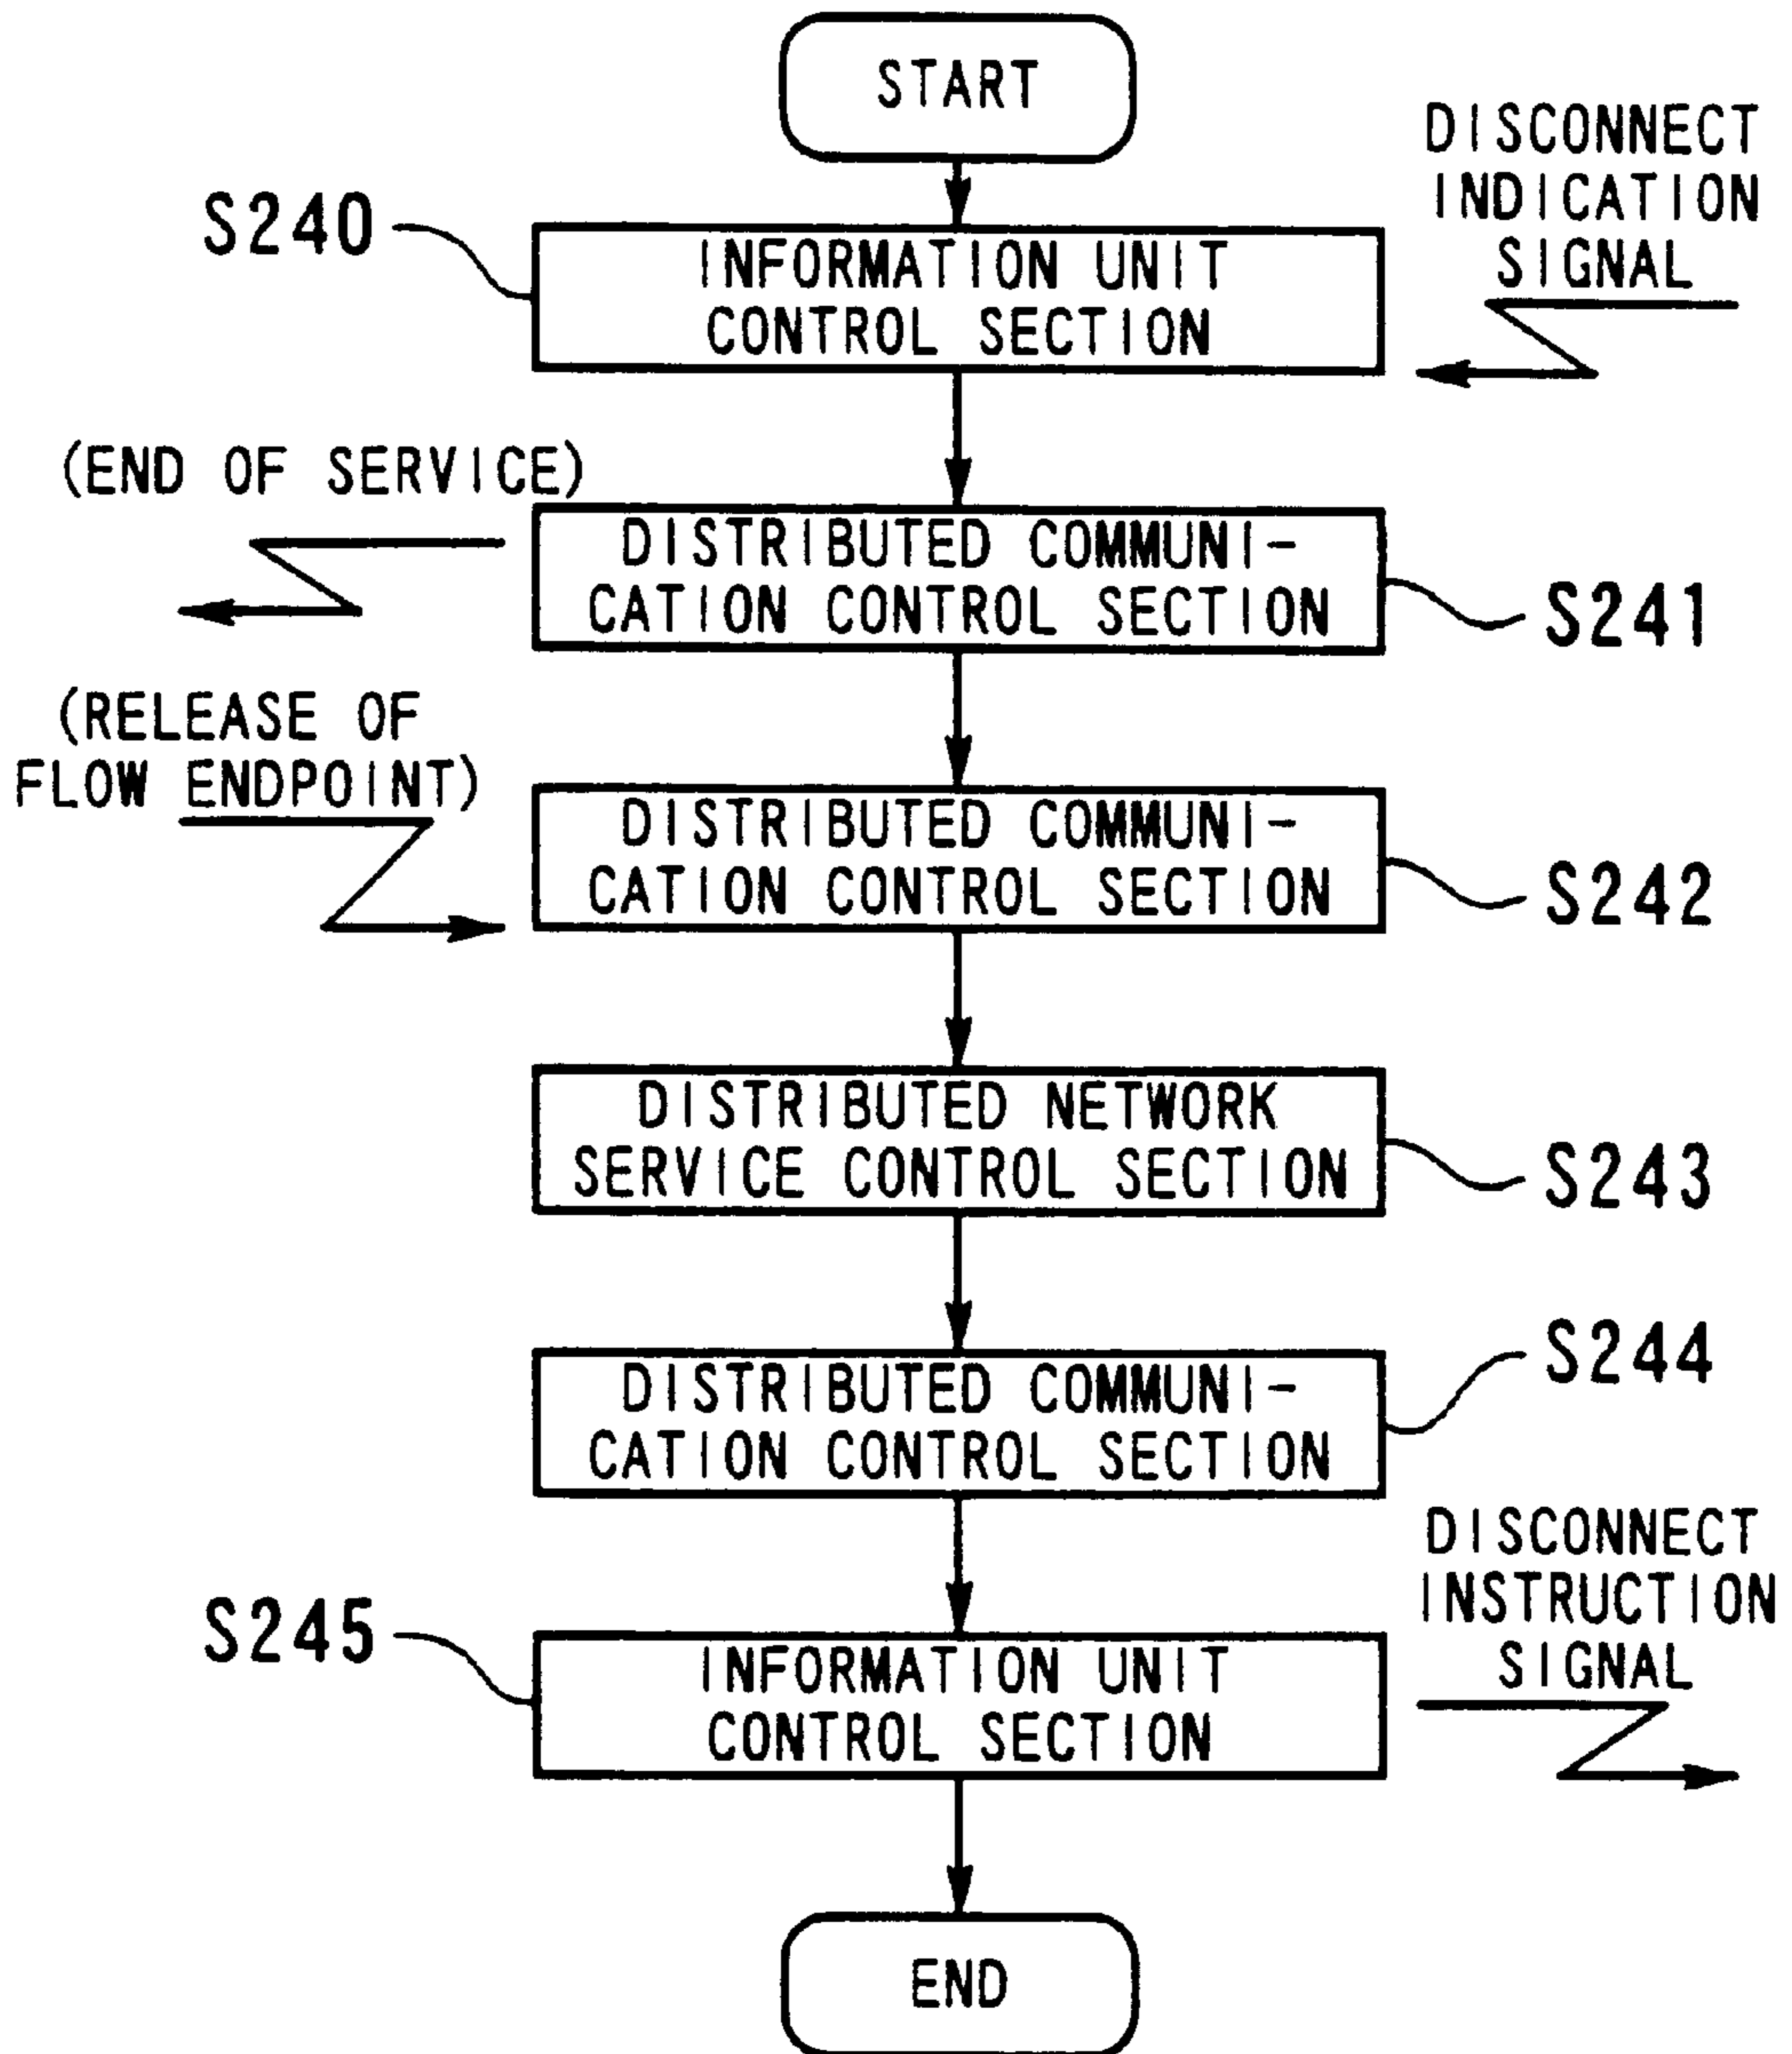 START
DISCONNECT
INDICATION
SIGNAL
S240
INFORMATION UNIT
CONTROL SECTION
(END OF SERVICE)
DISTRIBUTED COMMUNI-
CATION CONTROL SECTION
S241
(RELEASE OF
FLOW ENDPOINT)
DISTRIBUTED COMMUNI-
CATION CONTROL SECTION
S242
DISTRIBUTED NETWORK
SERVICE CONTROL SECTION
S243
DISTRIBUTED COMMUNI-
CATION CONTROL SECTION
S244
DISCONNECT
INSTRUCTION
SIGNAL
S245
INFORMATION UNIT
CONTROL SECTION
END